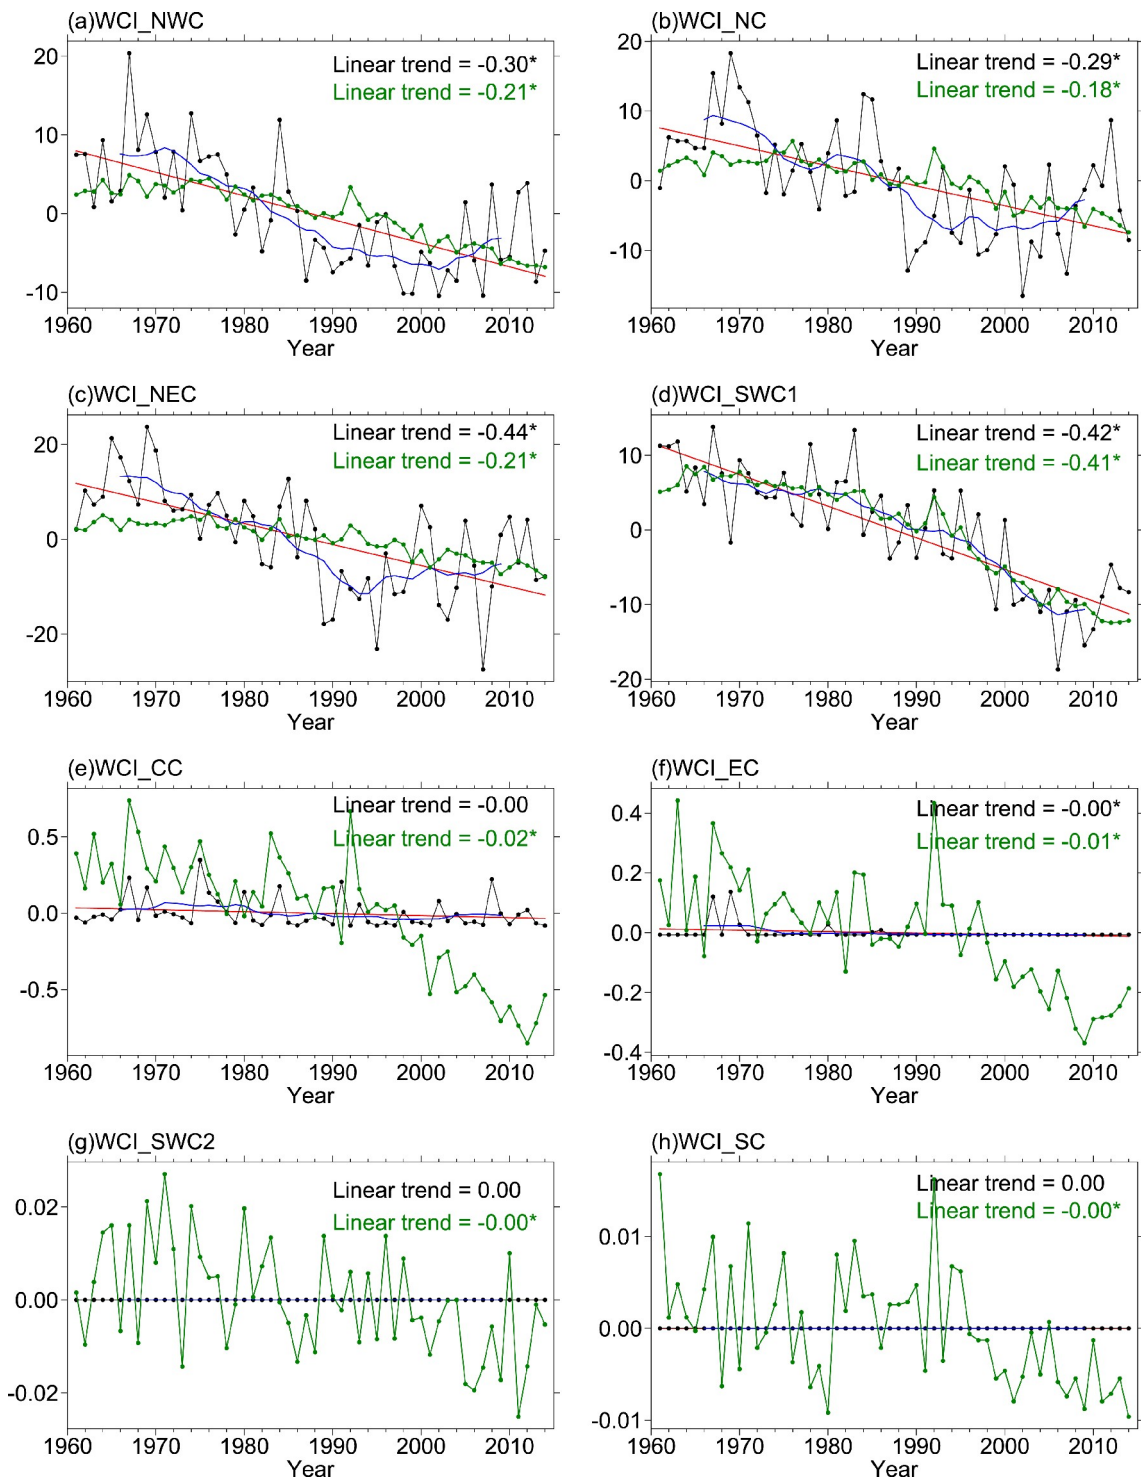 (a)WCI_NWC
Linear trend = -0.30*
Linear trend = -0.21*
20
10
0
-10
1960 1970 1980 1990 2000 2010
Year
(b)WCI_NC
Linear trend = -0.29*
Linear trend = -0.18*
20
10
0
-10
1960 1970 1980 1990 2000 2010
Year
(c)WCI_NEC
Linear trend = -0.44*
Linear trend = -0.21*
20
0
-20
1960 1970 1980 1990 2000 2010
Year
(d)WCI_SWC1
Linear trend = -0.42*
Linear trend = -0.41*
10
0
-10
-20
1960 1970 1980 1990 2000 2010
Year
(e)WCI_CC
Linear trend = -0.00
Linear trend = -0.02*
0.5
0.0
-0.5
1960 1970 1980 1990 2000 2010
Year
(f)WCI_EC
Linear trend = -0.00*
Linear trend = -0.01*
0.4
0.2
0.0
-0.2
-0.4
1960 1970 1980 1990 2000 2010
Year
(g)WCI_SWC2
Linear trend = 0.00
Linear trend = -0.00*
0.02
0.00
-0.02
1960 1970 1980 1990 2000 2010
Year
(h)WCI_SC
Linear trend = 0.00
Linear trend = -0.00*
0.01
0.00
-0.01
1960 1970 1980 1990 2000 2010
Year